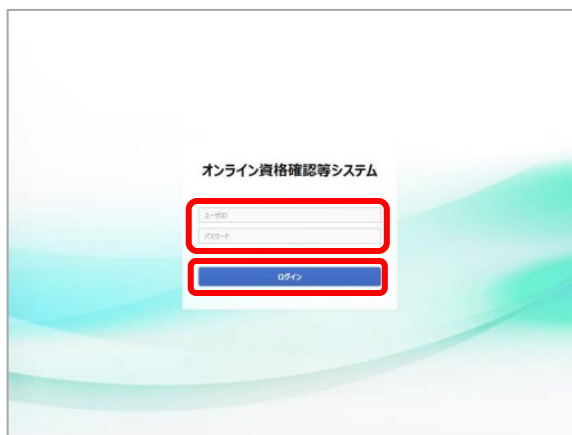 オンライン資格確認等システム
ユーザID
パスワード
ログイン